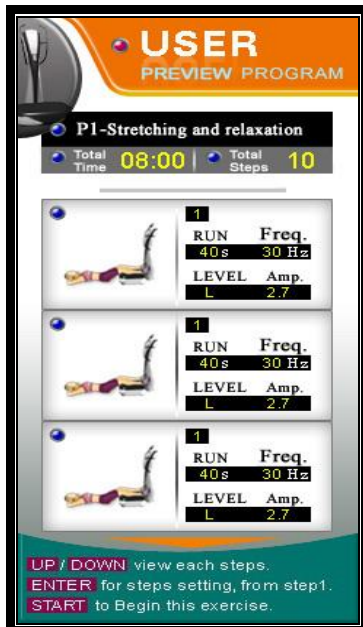 USER
PREVIEW PROGRAM
P1-Stretching and relaxation
Total Time 08:00 Total Steps 10
1
RUN Freq.
40s 30 Hz
LEVEL Amp.
L 2.7
1
RUN Freq.
40s 30 Hz
LEVEL Amp.
L 2.7
1
RUN Freq.
40s 30 Hz
LEVEL Amp.
L 2.7
UP / DOWN view each steps.
ENTER for steps setting, from step1.
START to Begin this exercise.